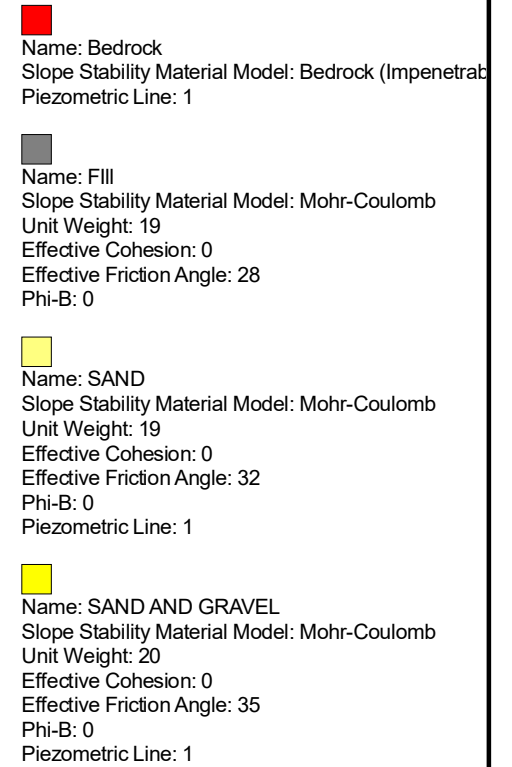 Name: Bedrock
Slope Stability Material Model: Bedrock (Impenetrab
Piezometric Line: 1
Name: FIll
Slope Stability Material Model: Mohr-Coulomb
Unit Weight: 19
Effective Cohesion: 0
Effective Friction Angle: 28
Phi-B: 0
Name: SAND
Slope Stability Material Model: Mohr-Coulomb
Unit Weight: 19
Effective Cohesion: 0
Effective Friction Angle: 32
Phi-B: 0
Piezometric Line: 1
Name: SAND AND GRAVEL
Slope Stability Material Model: Mohr-Coulomb
Unit Weight: 20
Effective Cohesion: 0
Effective Friction Angle: 35
Phi-B: 0
Piezometric Line: 1